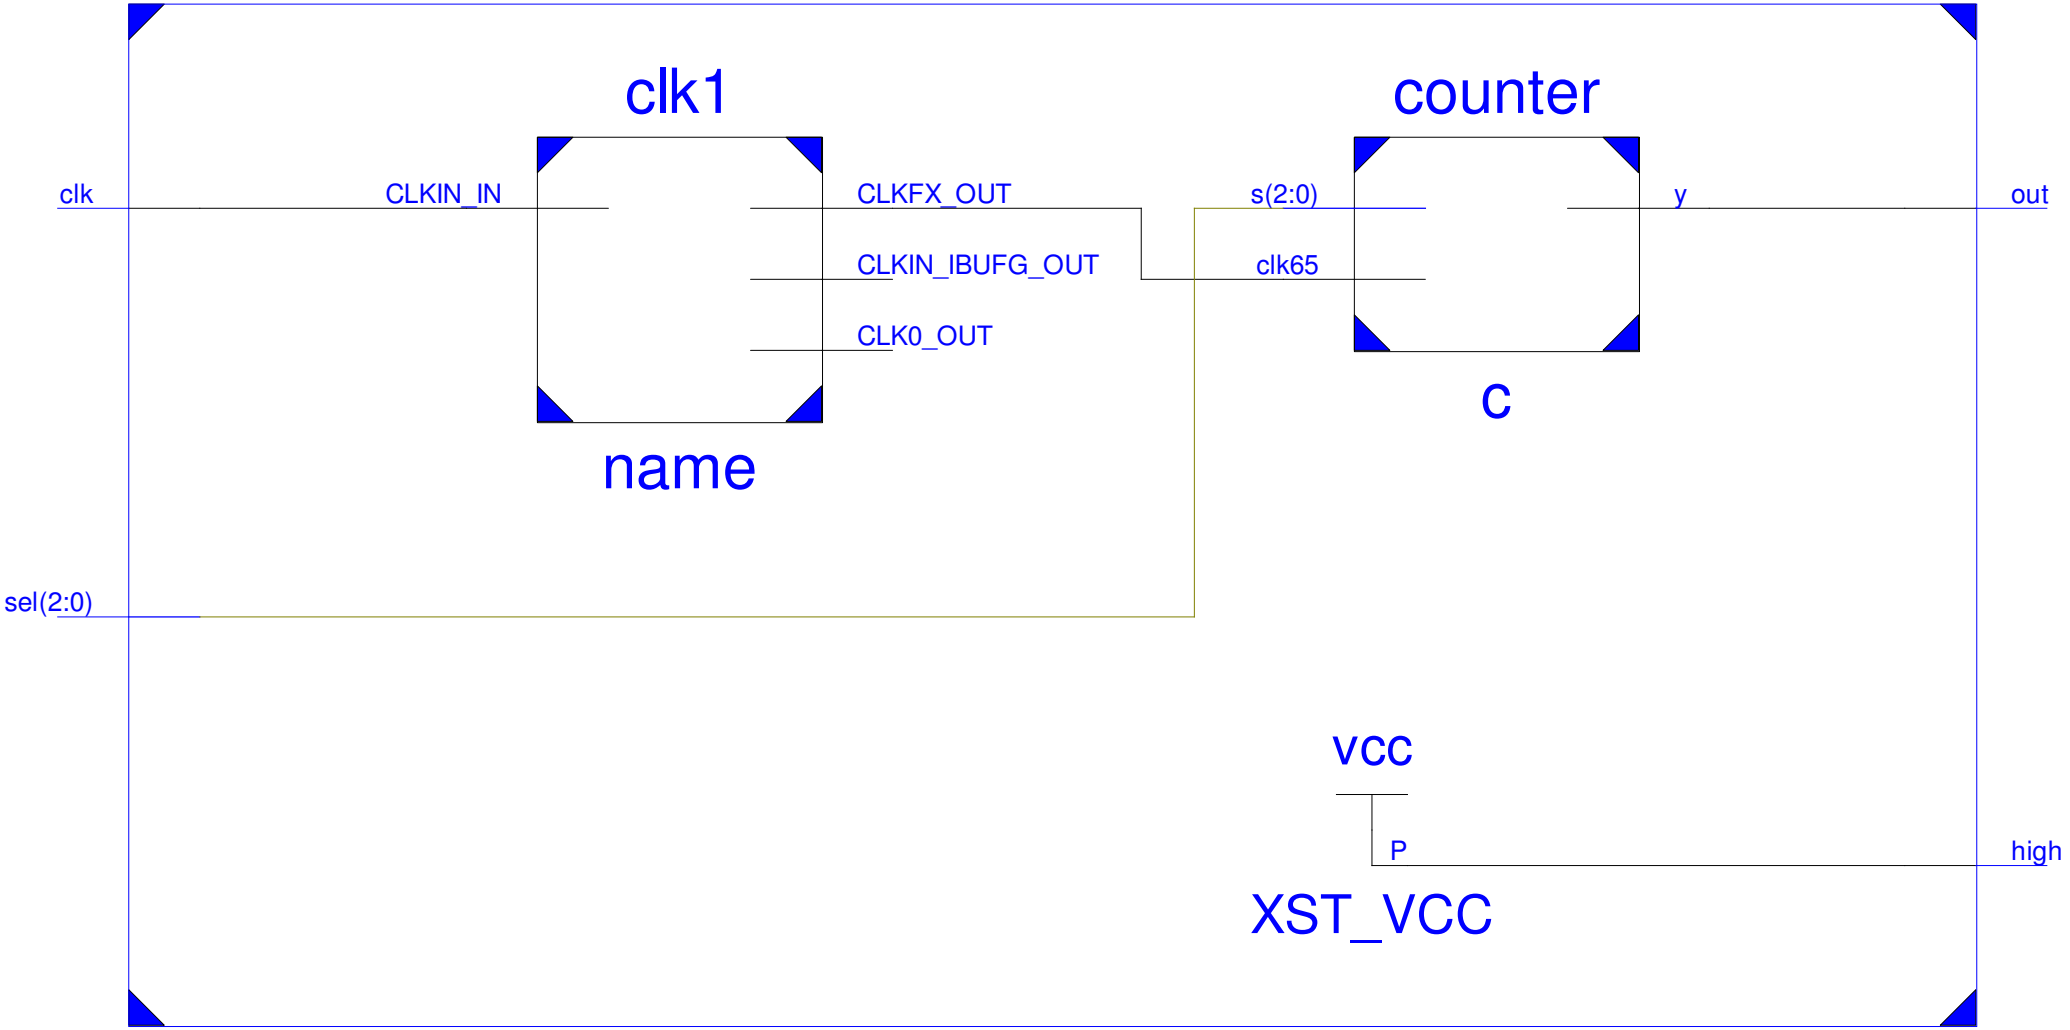 clk1
counter
clk
CLKIN_IN
CLKFX_OUT
s(2:0)
y
out
CLKIN_IBUFG_OUT
clk65
CLK0_OUT
c
name
sel(2:0)
vcc
P
high
XST_VCC